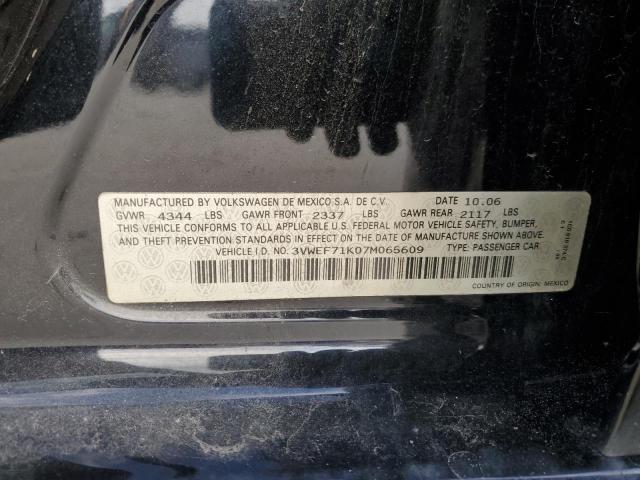 MANUFACTURED BY VOLKSWAGEN DE MEXICO S.A. DE C.V. DATE 10.06
GVWR 4344 LBS GAWR FRONT 2337 LBS GAWR REAR 2117 LBS
THIS VEHICLE CONFORMS TO ALL APPLICABLE U.S. FEDERAL MOTOR VEHICLE SAFETY, BUMPER,
AND THEFT PREVENTION STANDARDS IN EFFECT ON THE DATE OF MANUFACTURE SHOWN ABOVE.
VEHICLE I.D. NO. 3VWEF71K07M065609 TYPE: PASSENGER CAR
COUNTRY OF ORIGIN: MEXICO